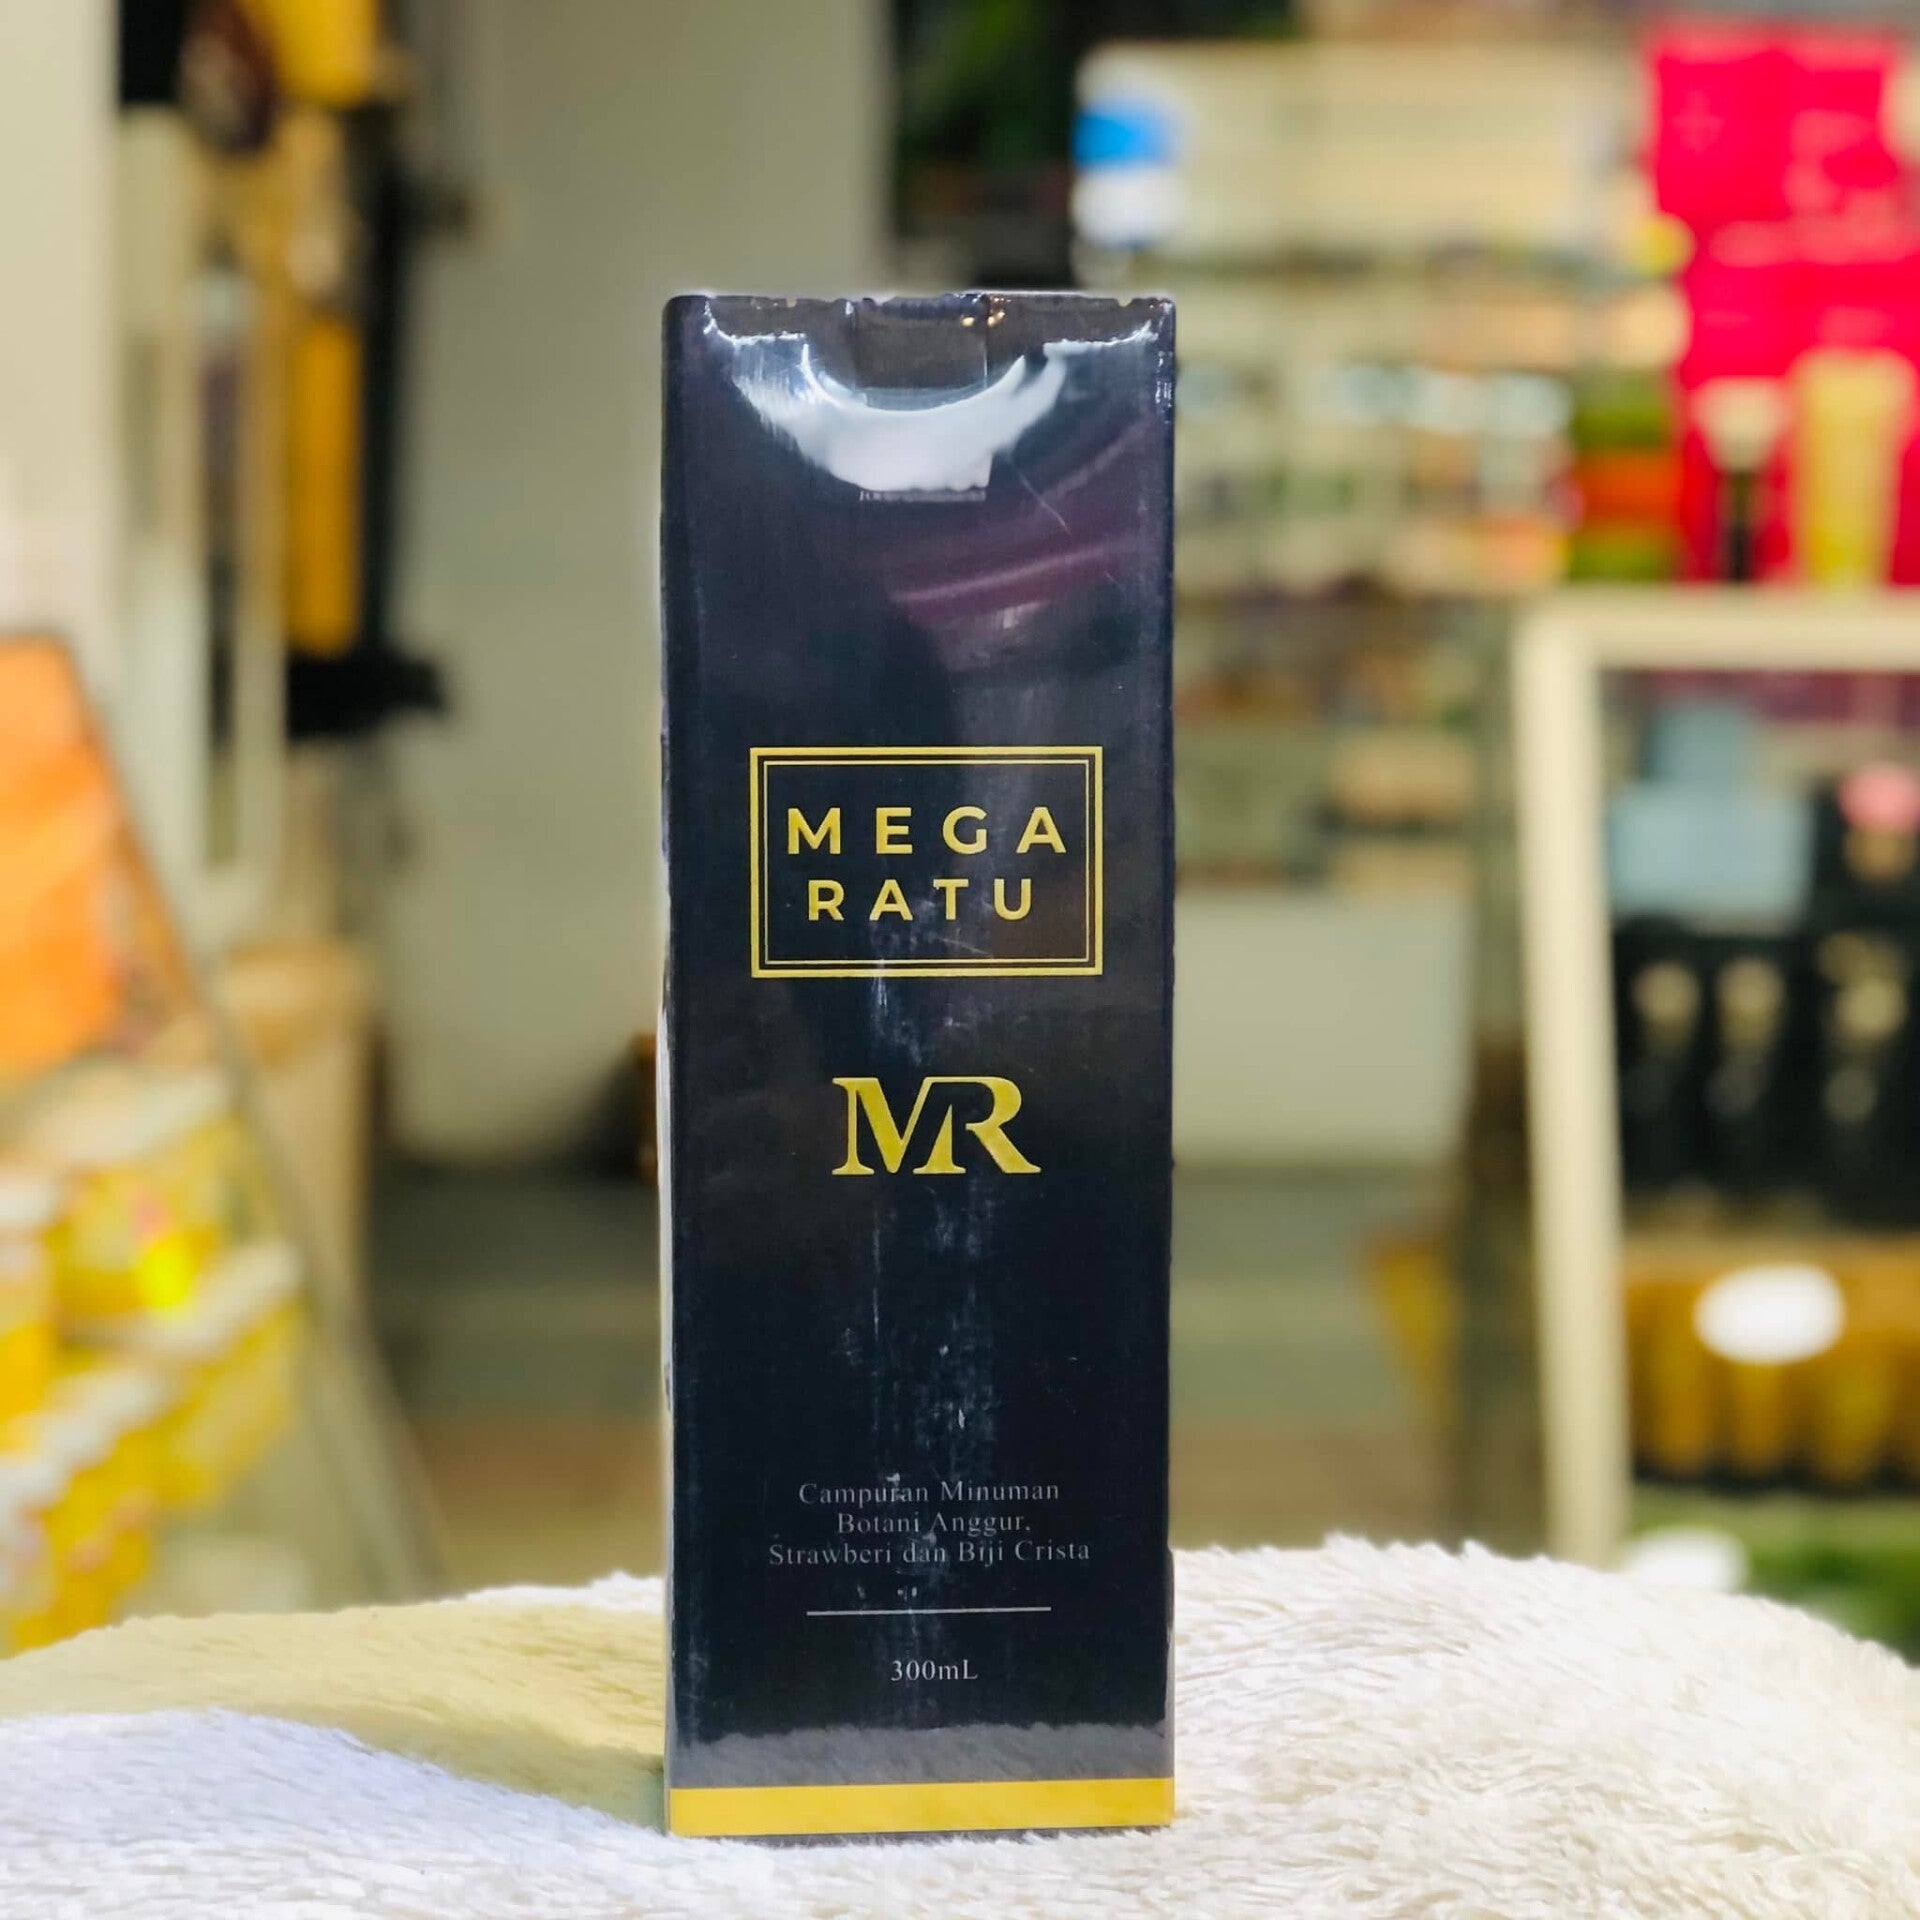 MEGA
RATU
MR
Campuran Minuman
Botani Anggur,
Strawberi dan Biji Crista
300mL